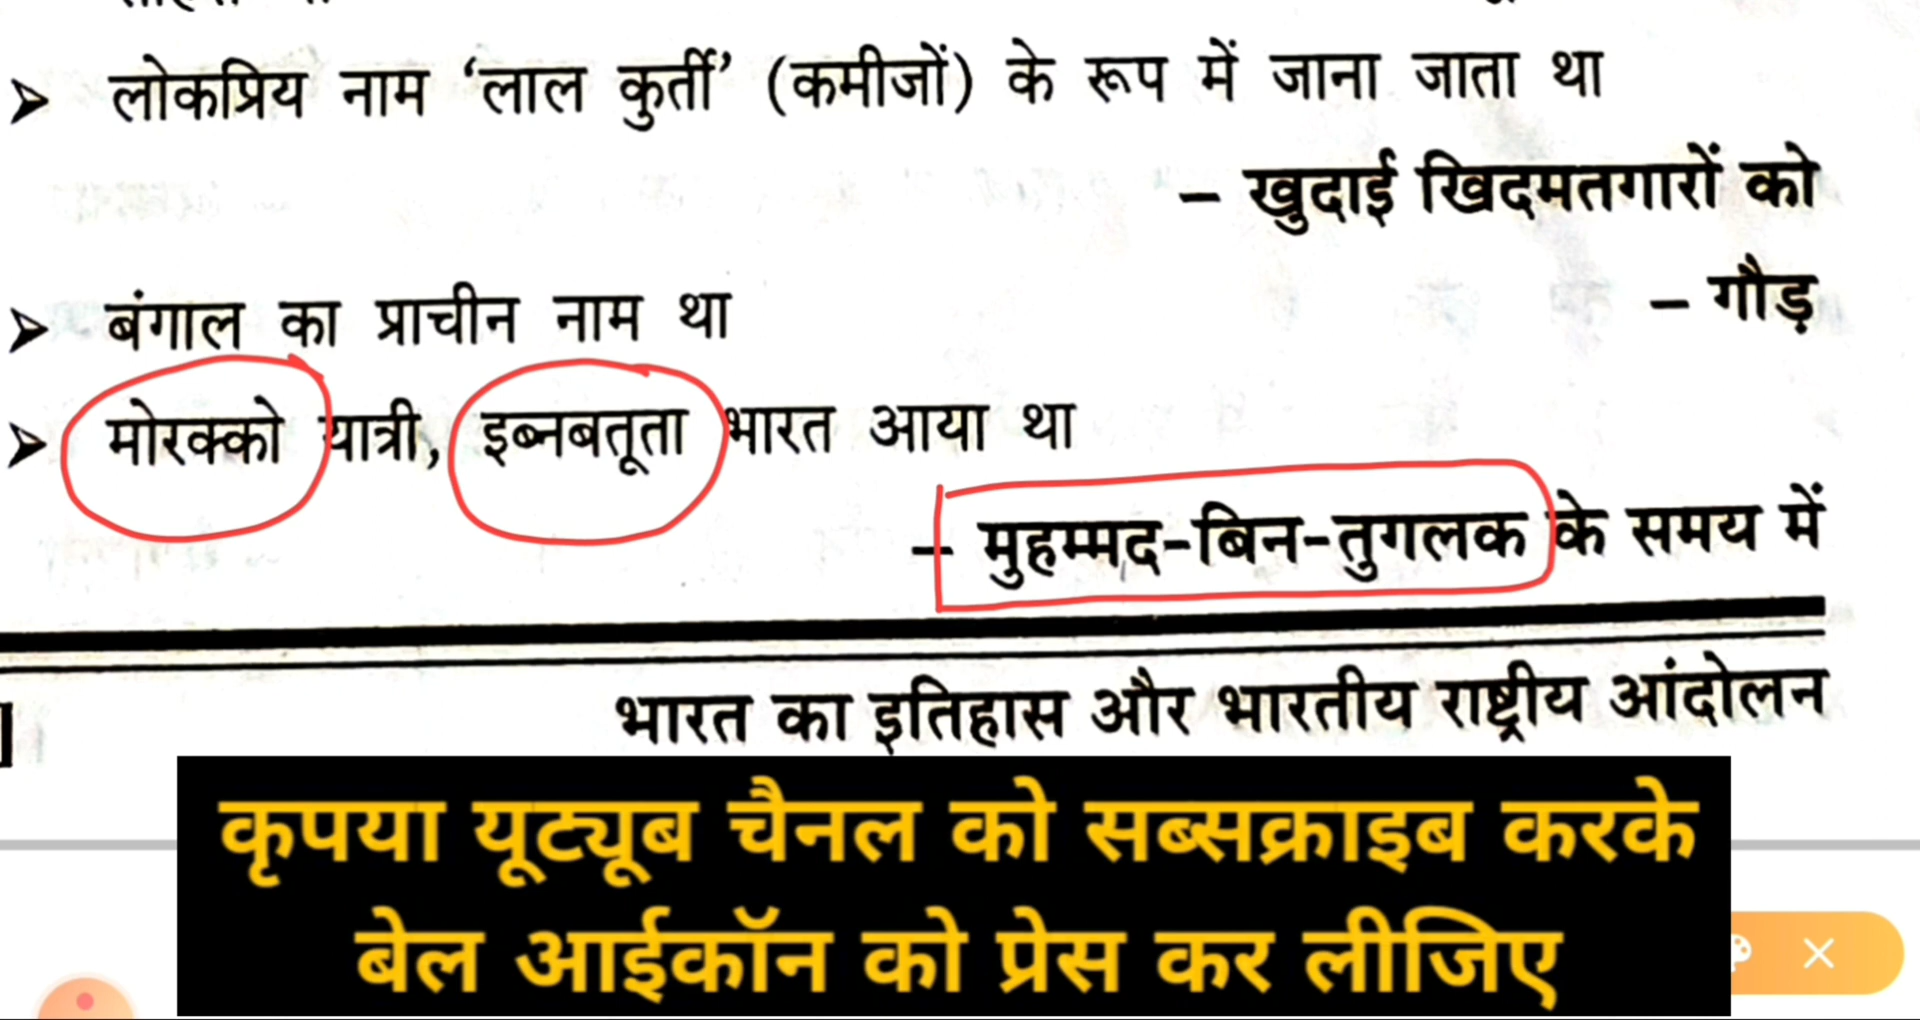 ➤ लोकप्रिय नाम ‘लाल कुर्ती’ (कमीजों) के रूप में जाना जाता था
– खुदाई खिदमतगारों को
➤ बंगाल का प्राचीन नाम था – गौड़
➤ मोरक्को यात्री, इब्नबतूता भारत आया था
– मुहम्मद-बिन-तुगलक के समय में
भारत का इतिहास और भारतीय राष्ट्रीय आंदोलन
कृपया यूट्यूब चैनल को सब्सक्राइब करके
बेल आईकॉन को प्रेस कर लीजिए